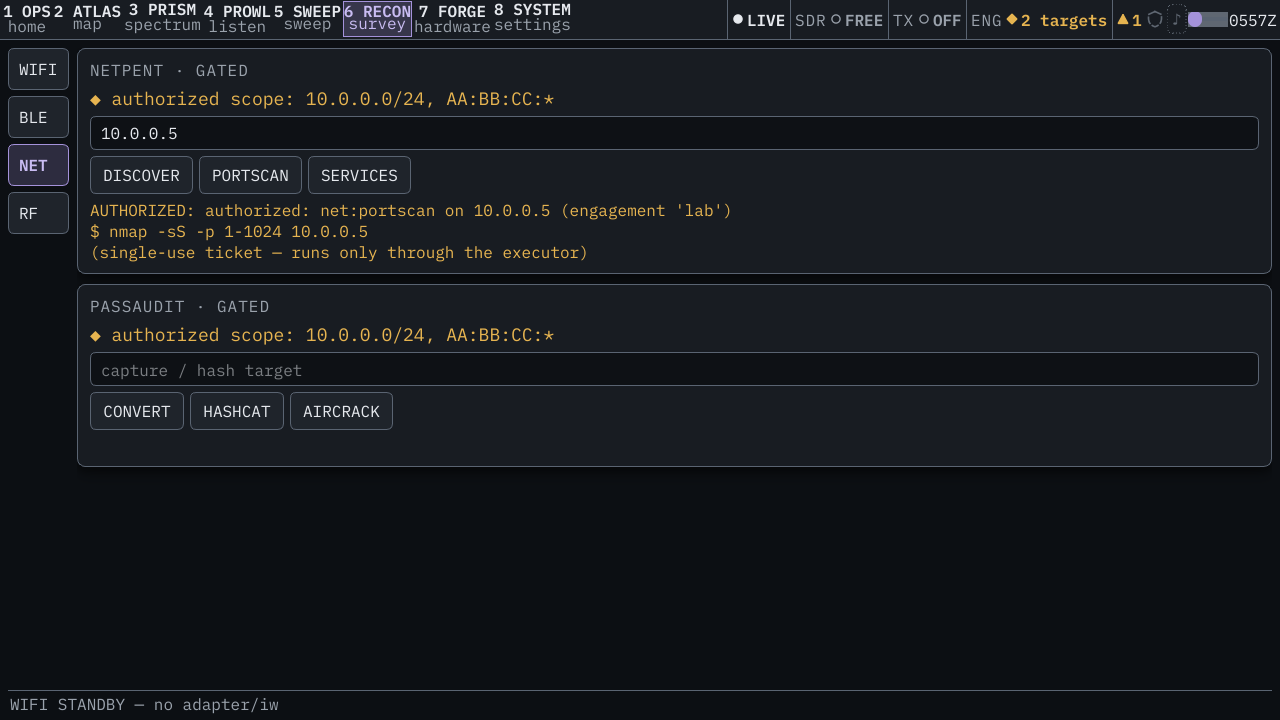 1 OPS 2 ATLAS 3 PRISM 4 PROWL 5 SWEEP 6 RECON 7 FORGE 8 SYSTEM
home map spectrum listen sweep survey hardware settings
LIVE SDR FREE TX OFF ENG 2 targets 1 ♪ 0557Z
WIFI
BLE
NET
RF
NETPENT · GATED
◆ authorized scope: 10.0.0.0/24, AA:BB:CC:*
10.0.0.5
DISCOVER PORTSCAN SERVICES
AUTHORIZED: authorized: net:portscan on 10.0.0.5 (engagement 'lab')
$ nmap -sS -p 1-1024 10.0.0.5
(single-use ticket — runs only through the executor)
PASSAUDIT · GATED
◆ authorized scope: 10.0.0.0/24, AA:BB:CC:*
capture / hash target
CONVERT HASHCAT AIRCRACK
WIFI STANDBY — no adapter/iw